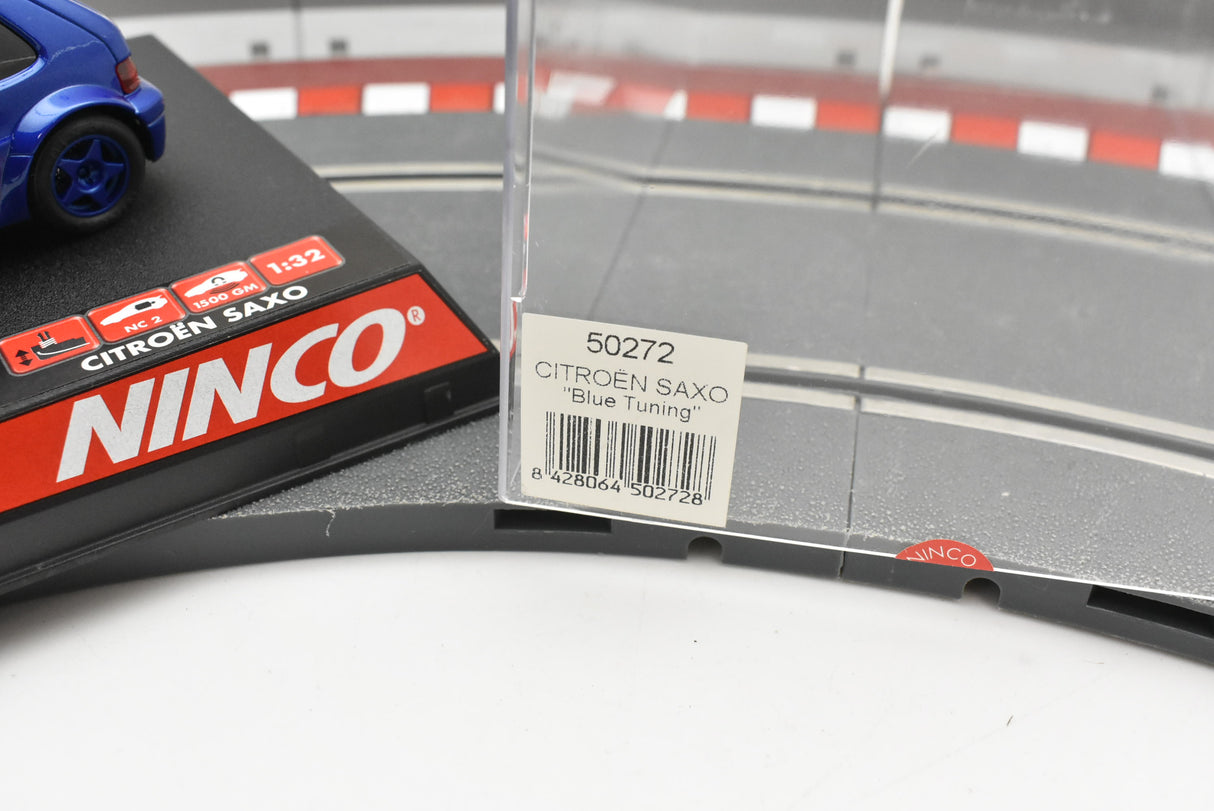 1:32
1500 GM
NC 2
CITROËN SAXO
NINCO®
50272
CITROËN SAXO
"Blue Tuning"
8 428064 502728
NINCO